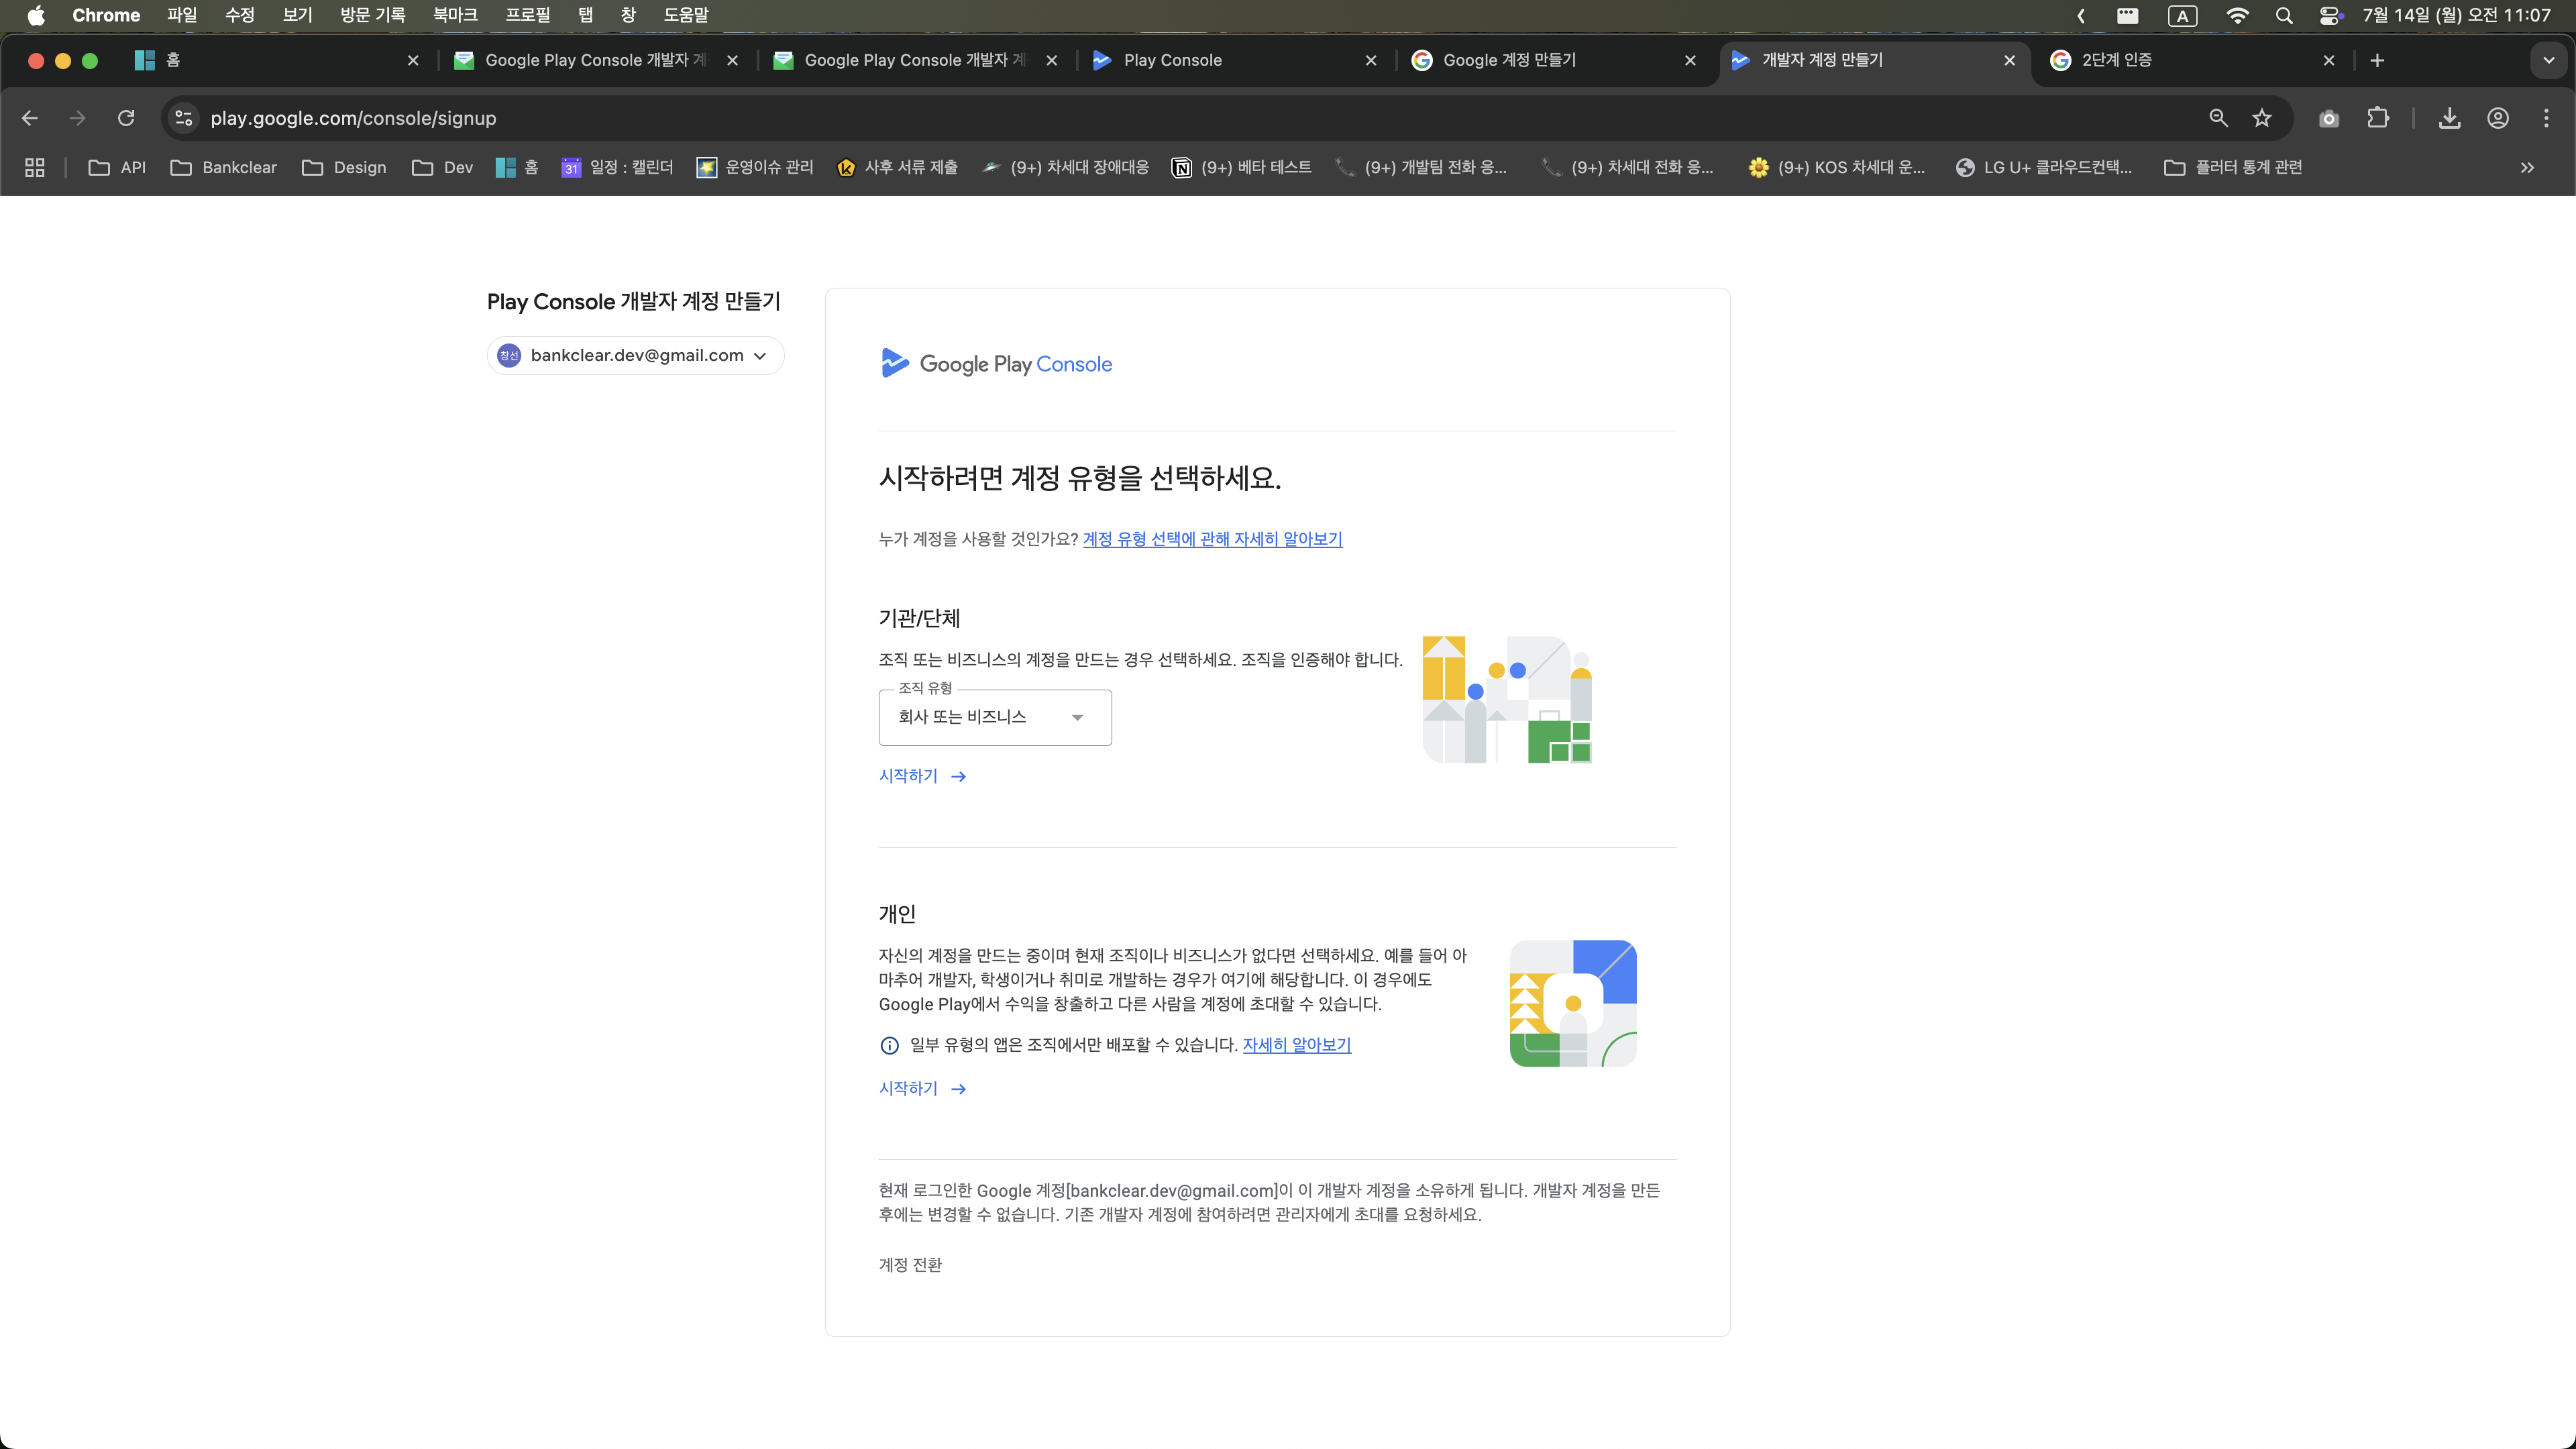 Chrome 파일 수정 보기 방문 기록 북마크 프로필 탭 창 도움말 A 7월 14일 (월) 오전 11:07
홈 Google Play Console 개발자 계 Google Play Console 개발자 계 Play Console Google 계정 만들기 개발자 계정 만들기 2단계 인증
play.google.com/console/signup
API Bankclear Design Dev 홈 31 일정 : 캘린더 운영이슈 관리 사후 서류 제출 (9+) 차세대 장애대응 (9+) 베타 테스트 (9+) 개발팀 전화 응... (9+) 차세대 전화 응... (9+) KOS 차세대 운... LG U+ 클라우드컨택... 플러터 통계 관련
Play Console 개발자 계정 만들기
창선 bankclear.dev@gmail.com
Google Play Console
시작하려면 계정 유형을 선택하세요.
누가 계정을 사용할 것인가요? 계정 유형 선택에 관해 자세히 알아보기
기관/단체
조직 또는 비즈니스의 계정을 만드는 경우 선택하세요. 조직을 인증해야 합니다.
조직 유형
회사 또는 비즈니스
시작하기
개인
자신의 계정을 만드는 중이며 현재 조직이나 비즈니스가 없다면 선택하세요. 예를 들어 아
마추어 개발자, 학생이거나 취미로 개발하는 경우가 여기에 해당합니다. 이 경우에도
Google Play에서 수익을 창출하고 다른 사람을 계정에 초대할 수 있습니다.
일부 유형의 앱은 조직에서만 배포할 수 있습니다. 자세히 알아보기
시작하기
현재 로그인한 Google 계정[bankclear.dev@gmail.com]이 이 개발자 계정을 소유하게 됩니다. 개발자 계정을 만든
후에는 변경할 수 없습니다. 기존 개발자 계정에 참여하려면 관리자에게 초대를 요청하세요.
계정 전환